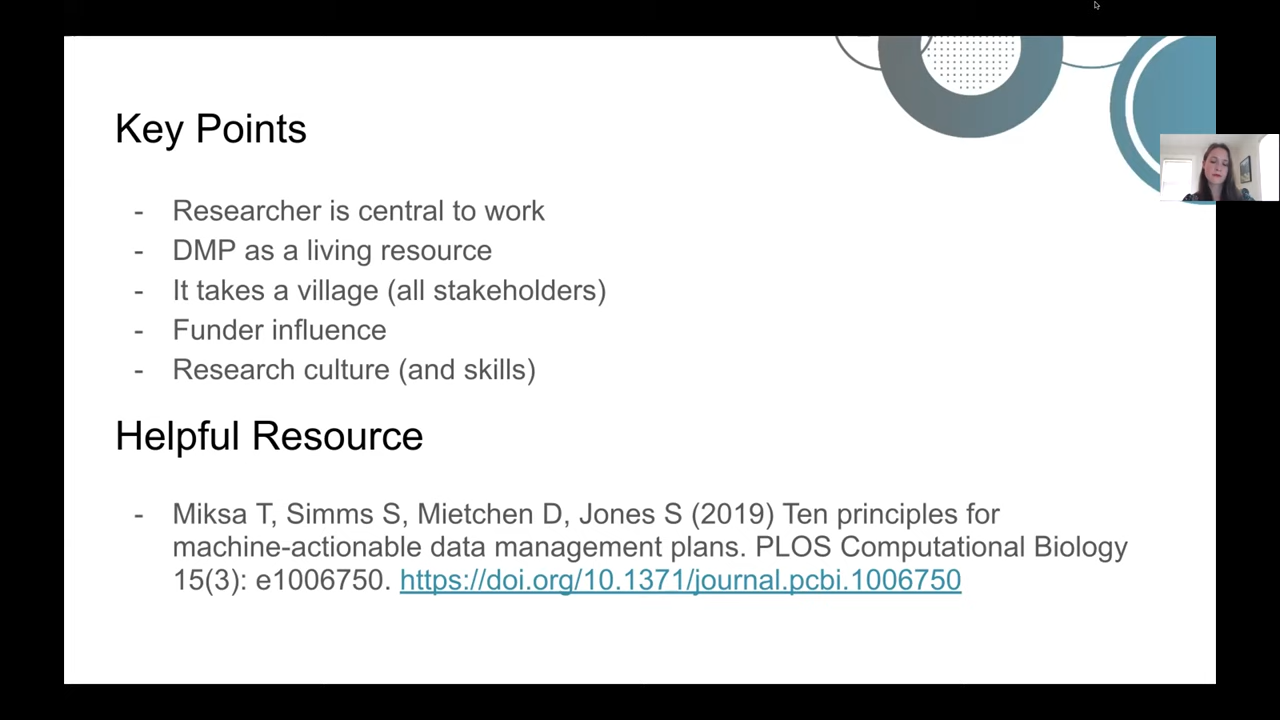 Key Points
- Researcher is central to work
- DMP as a living resource
- It takes a village (all stakeholders)
- Funder influence
- Research culture (and skills)
Helpful Resource
- Miksa T, Simms S, Mietchen D, Jones S (2019) Ten principles for
machine-actionable data management plans. PLOS Computational Biology
15(3): e1006750. https://doi.org/10.1371/journal.pcbi.1006750